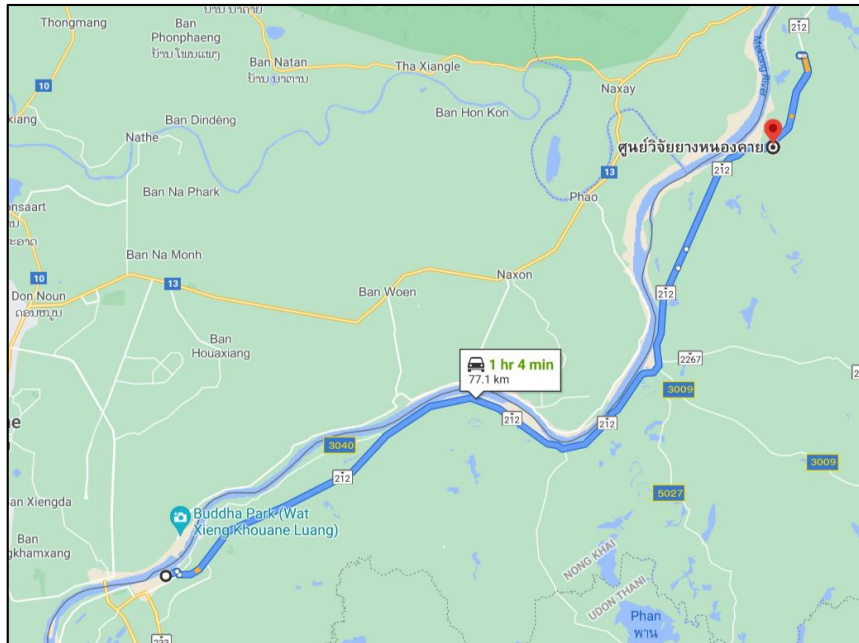 Thongmang
Ban
Phonphaeng
ບ້ານ ໂພນແພງ
Ban
Natan
ບ້ານ ນາຕານ
Tha Xiangle
Naxay
Mekong River
212
10
Ban Hon Kon
Ban Dindèng
Nathe
ศูนย์วิจัยยางหนองคาย
212
13
Phao
Ban Na Phark
Ban Na Monh
10
13
Don Noun
ດອນໜູນ
Naxon
Ban Woen
212
Ban
Houaxiang
2267
1 hr 4 min
77.1 km
3009
212
212
3040
212
3009
5027
Buddha Park (Wat
Xieng Khouane Luang)
NONG KHAI
UDON THANI
Phan
พาน